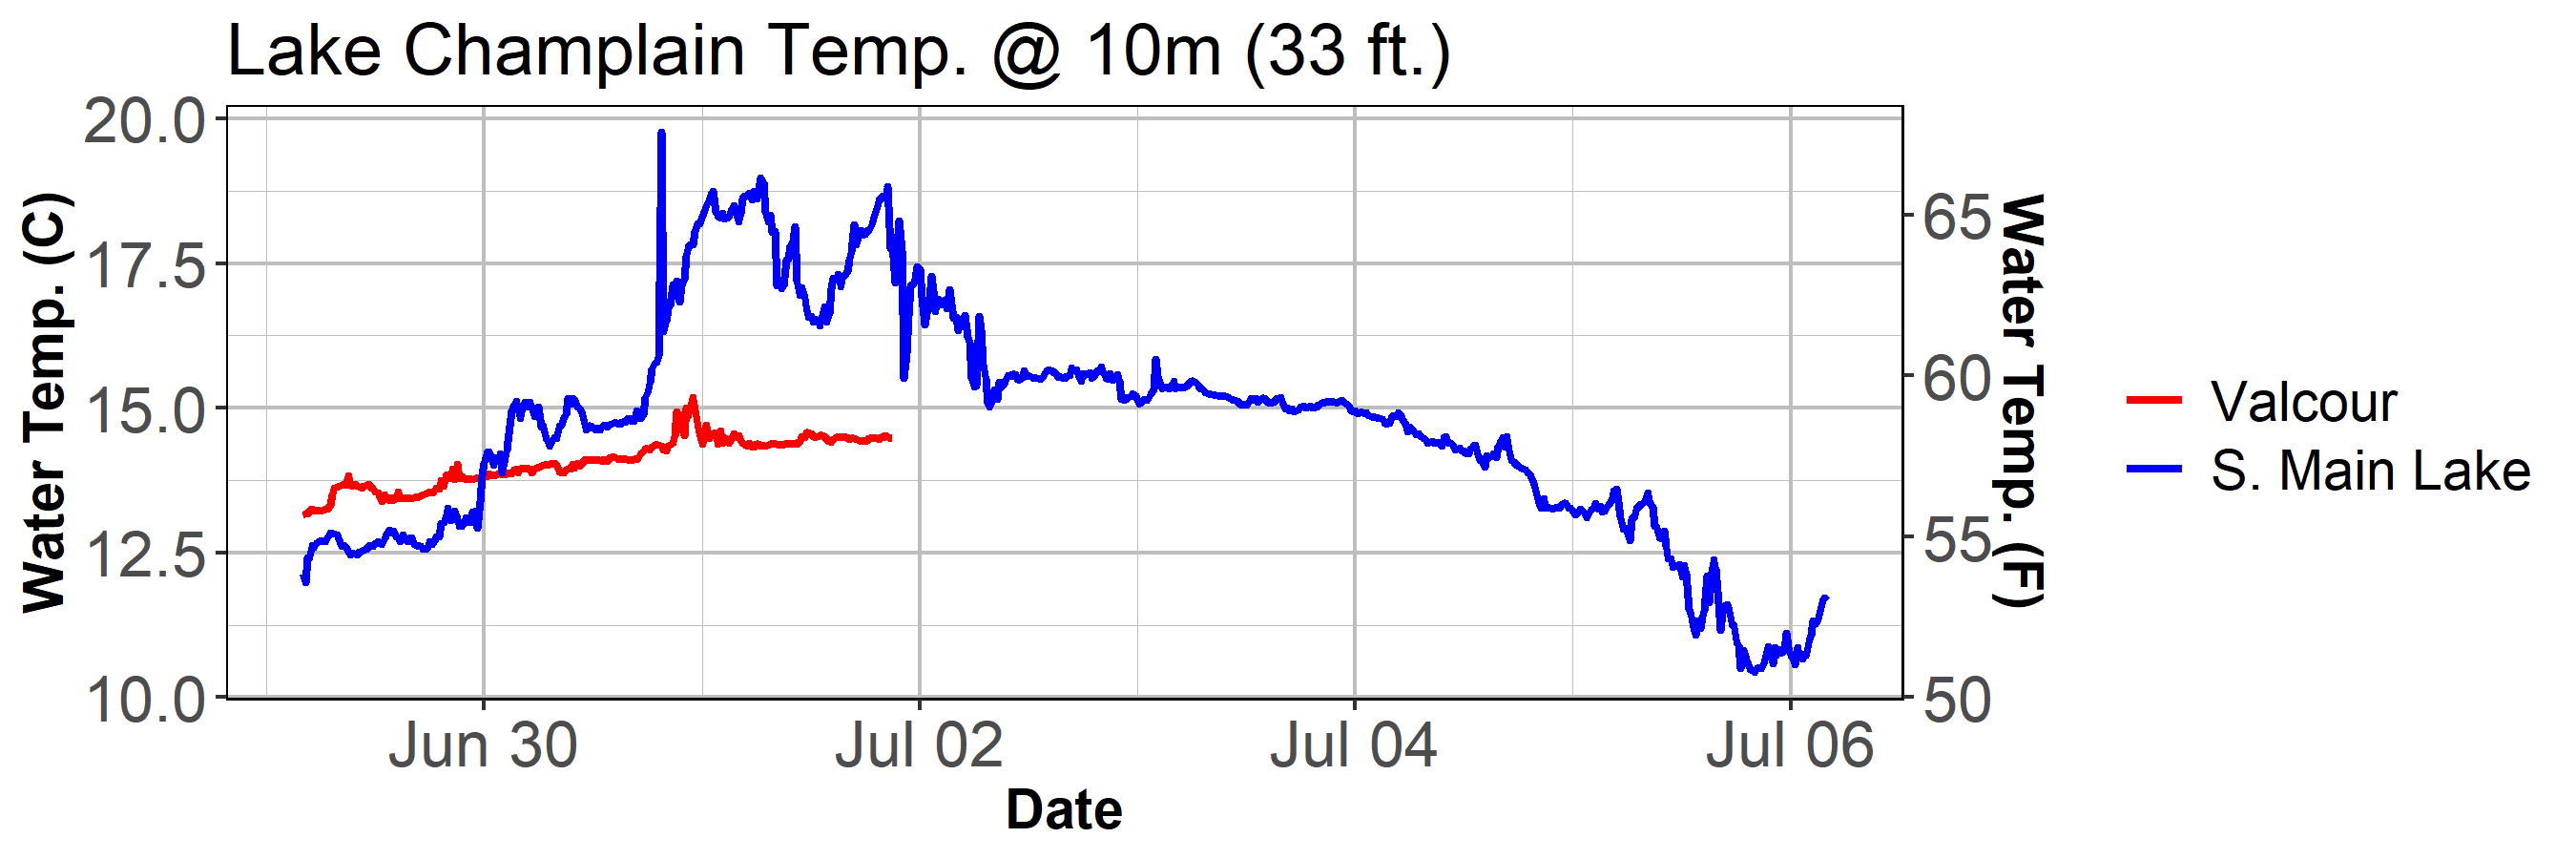 Lake Champlain Temp. @ 10m (33 ft.)
Water Temp. (C)
20.0
17.5
15.0
12.5
10.0
65
60
55
50
Water Temp. (F)
Jun 30
Jul 02
Jul 04
Jul 06
Date
Valcour
S. Main Lake